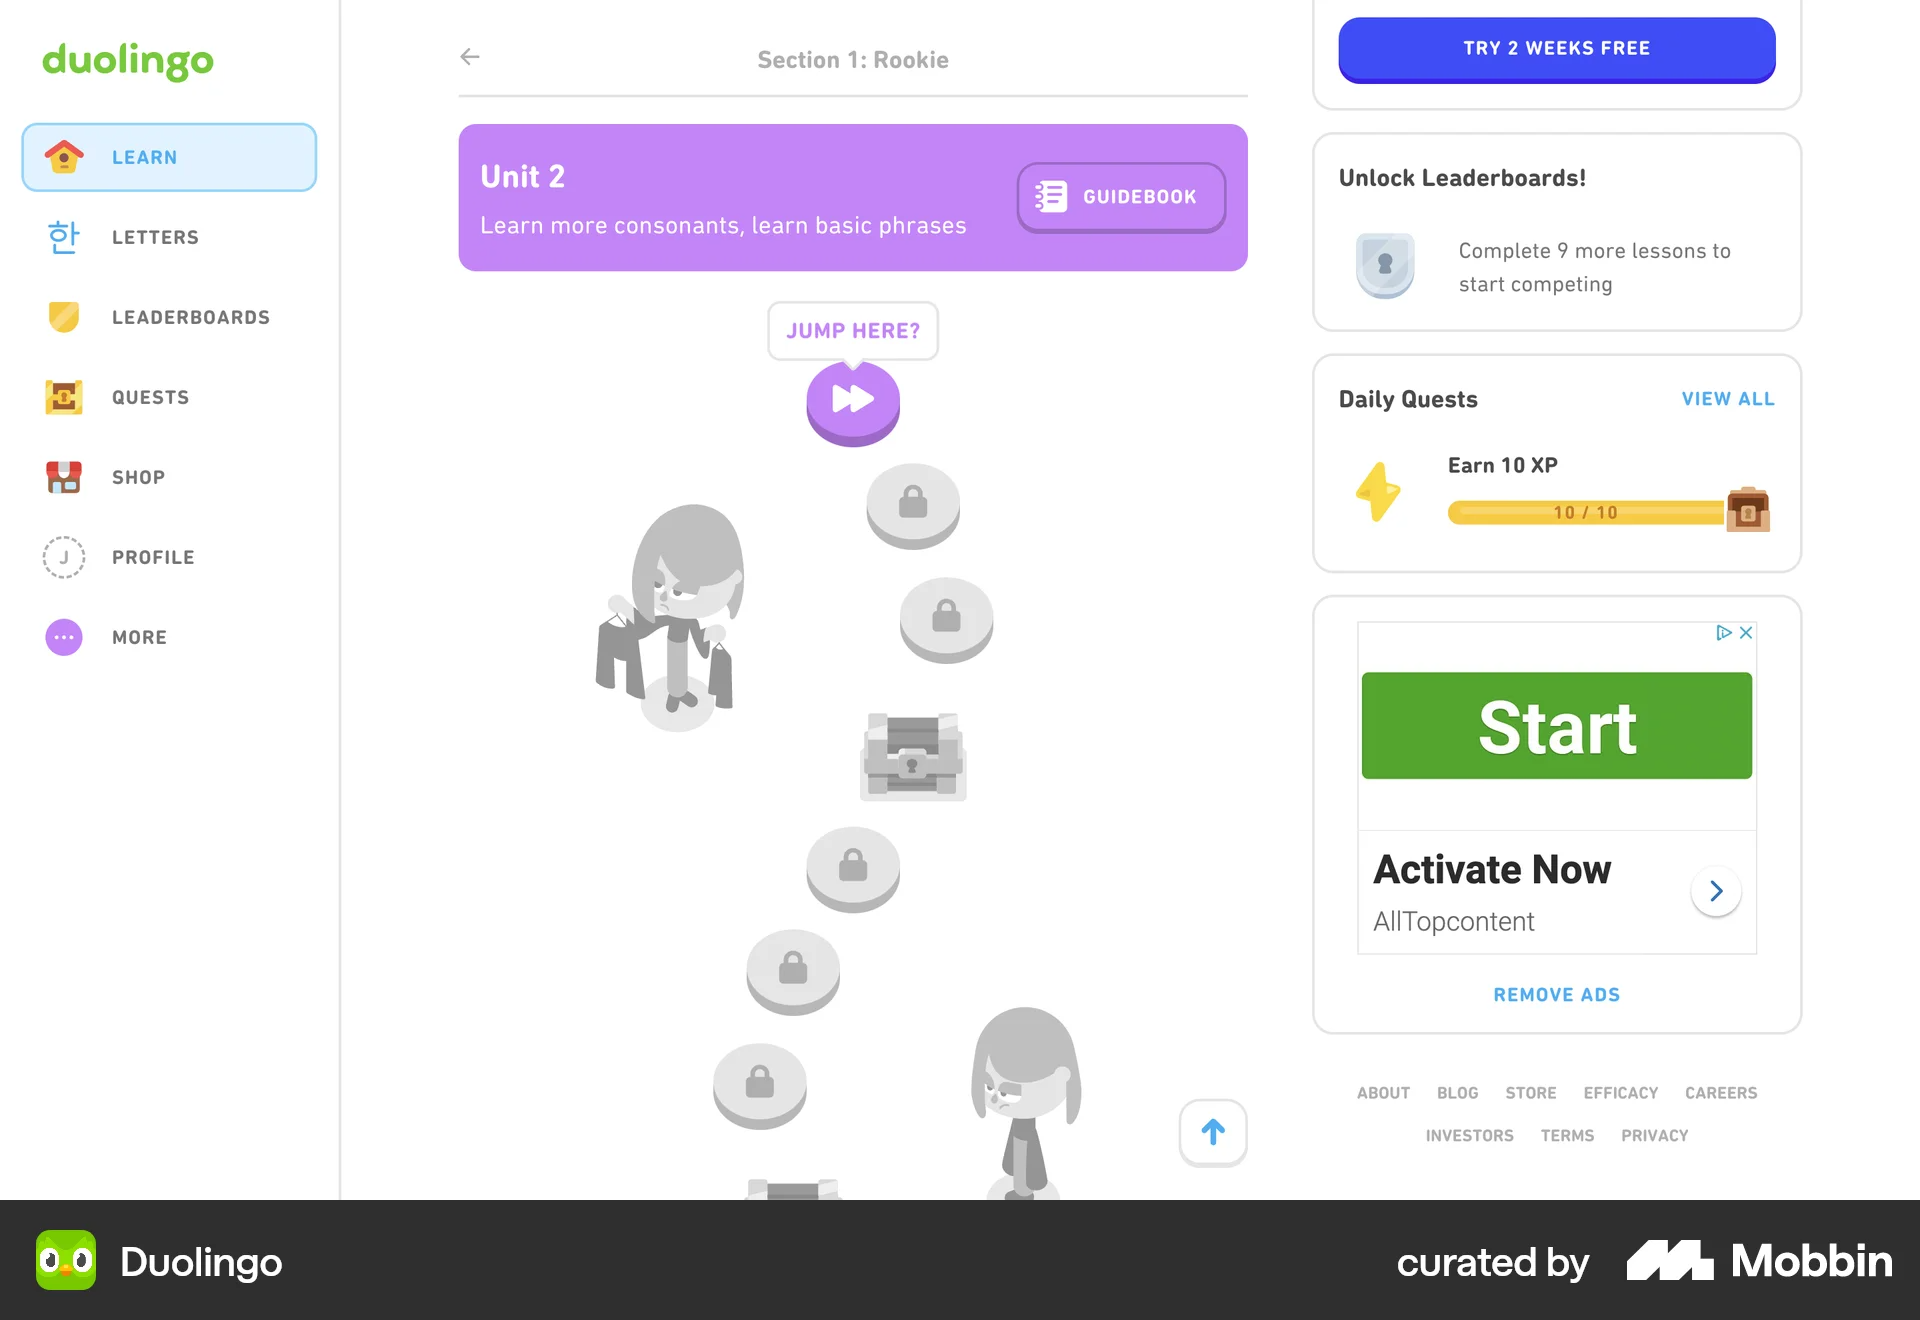 duolingo
LEARN
한
LETTERS
LEADERBOARDS
QUESTS
SHOP
J
PROFILE
MORE
Section 1: Rookie
Unit 2
Learn more consonants, learn basic phrases
GUIDEBOOK
JUMP HERE?
TRY 2 WEEKS FREE
Unlock Leaderboards!
Complete 9 more lessons to
start competing
Daily Quests
VIEW ALL
Earn 10 XP
10 / 10
Start
Activate Now
AllTopcontent
REMOVE ADS
ABOUT BLOG STORE EFFICACY CAREERS
INVESTORS TERMS PRIVACY
Duolingo
curated by Mobbin